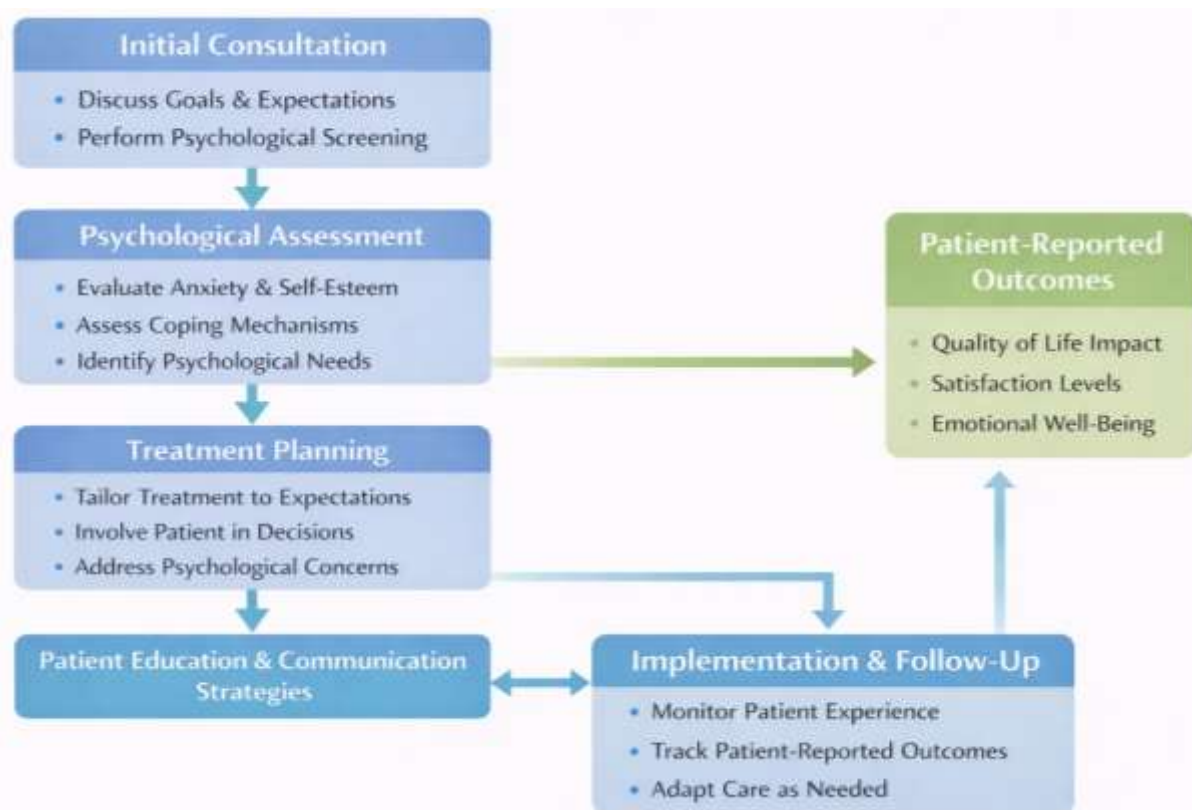 Initial Consultation
• Discuss Goals & Expectations
• Perform Psychological Screening
Psychological Assessment
• Evaluate Anxiety & Self-Esteem
• Assess Coping Mechanisms
• Identify Psychological Needs
Treatment Planning
• Tailor Treatment to Expectations
• Involve Patient in Decisions
• Address Psychological Concerns
Patient Education & Communication
Strategies
Implementation & Follow-Up
• Monitor Patient Experience
• Track Patient-Reported Outcomes
• Adapt Care as Needed
Patient-Reported
Outcomes
• Quality of Life Impact
• Satisfaction Levels
• Emotional Well-Being